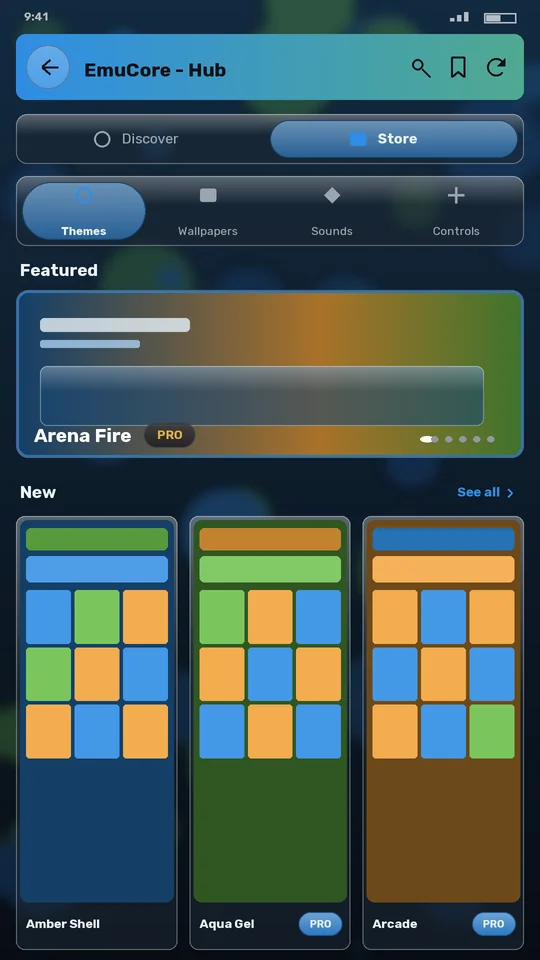 9:41
EmuCore - Hub
Discover
Store
Themes
Wallpapers
Sounds
Controls
Featured
Arena Fire
PRO
New
See all
Amber Shell
Aqua Gel
PRO
Arcade
PRO